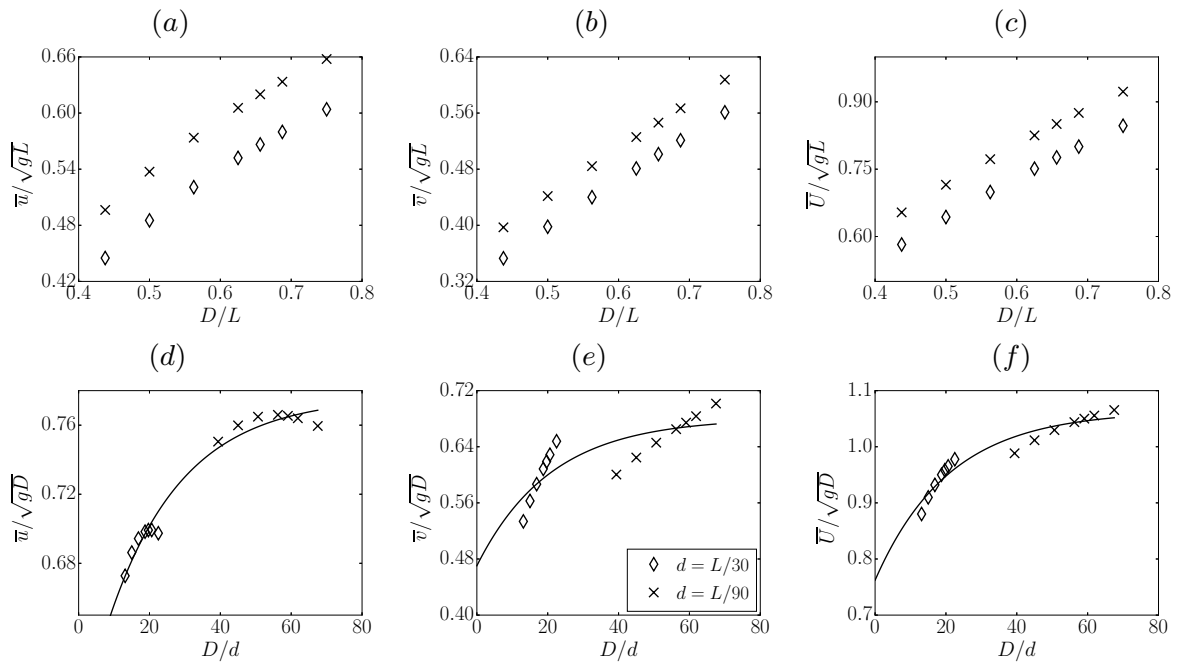 (a)
0.66
0.60
0.54
0.48
0.42
u̅/√gL
0.4 0.5 0.6 0.7 0.8
D/L
(b)
0.64
0.56
0.48
0.40
0.32
v̅/√gL
0.4 0.5 0.6 0.7 0.8
D/L
(c)
0.90
0.75
0.60
U̅/√gL
0.4 0.5 0.6 0.7 0.8
D/L
(d)
0.76
0.72
0.68
u̅/√gD
0 20 40 60 80
D/d
(e)
0.72
0.64
0.56
0.48
0.40
v̅/√gD
d = L/30
d = L/90
0 20 40 60 80
D/d
(f)
1.1
1.0
0.9
0.8
0.7
U̅/√gD
0 20 40 60 80
D/d